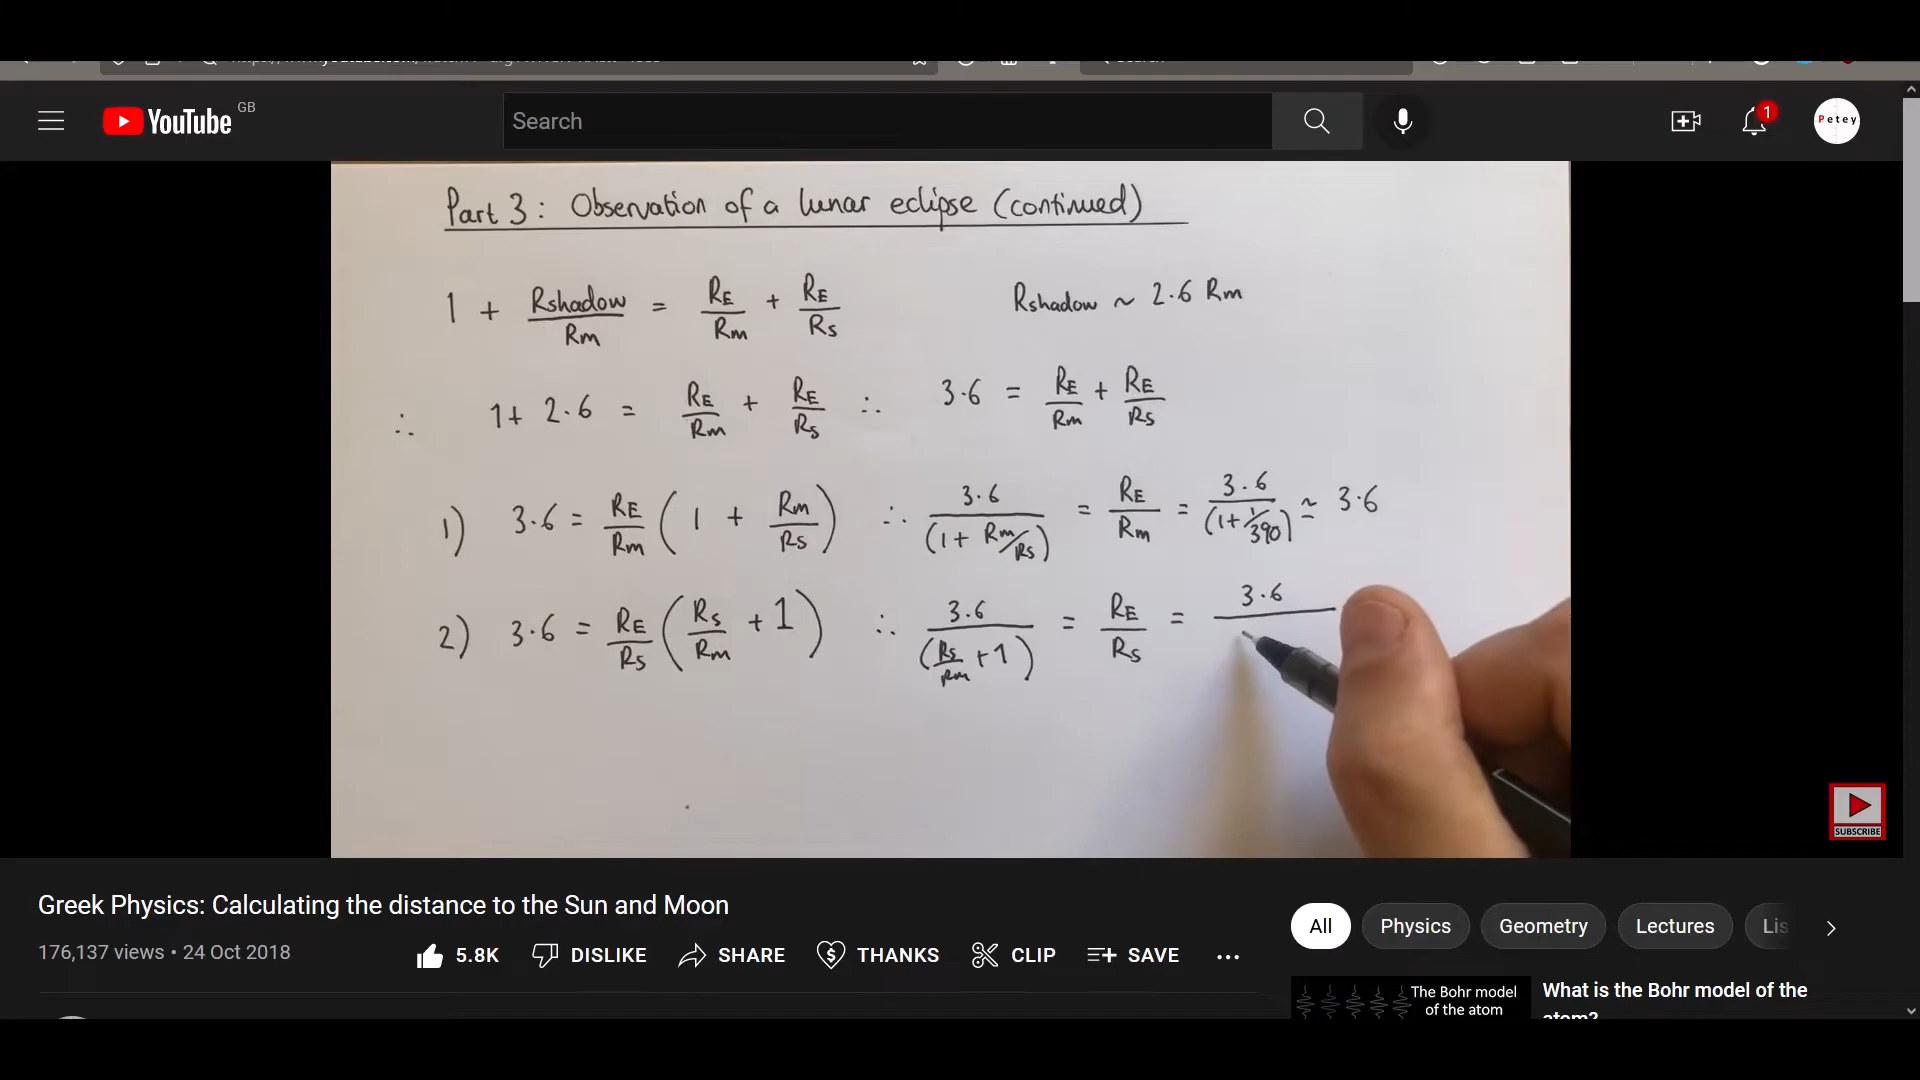 YouTube GB
Search
1
Petey
Part 3: Observation of a lunar eclipse (continued)
1 + Rshadow/Rm = RE/Rm + RE/Rs    Rshadow ~ 2.6 Rm
∴ 1+ 2.6 = RE/Rm + RE/Rs ∴ 3.6 = RE/Rm + RE/Rs
1) 3.6 = RE/Rm (1 + Rm/Rs) ∴ 3.6/(1 + Rm/Rs) = RE/Rm = 3.6/(1+1/390) ≃ 3.6
2) 3.6 = RE/Rs (Rs/Rm + 1) ∴ 3.6/(Rs/Rm + 1) = RE/Rs = 3.6
SUBSCRIBE
Greek Physics: Calculating the distance to the Sun and Moon
176,137 views • 24 Oct 2018
5.8K DISLIKE SHARE THANKS CLIP SAVE ...
All Physics Geometry Lectures Lis
The Bohr model
of the atom
What is the Bohr model of the
atom?